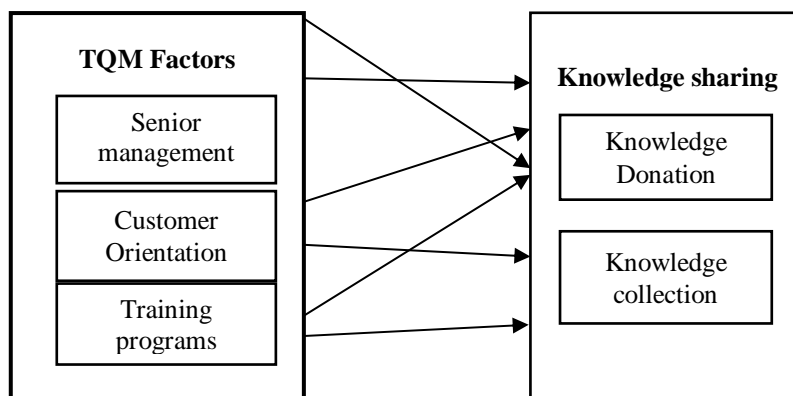 TQM Factors
Senior
management
Customer
Orientation
Training
programs
Knowledge sharing
Knowledge
Donation
Knowledge
collection